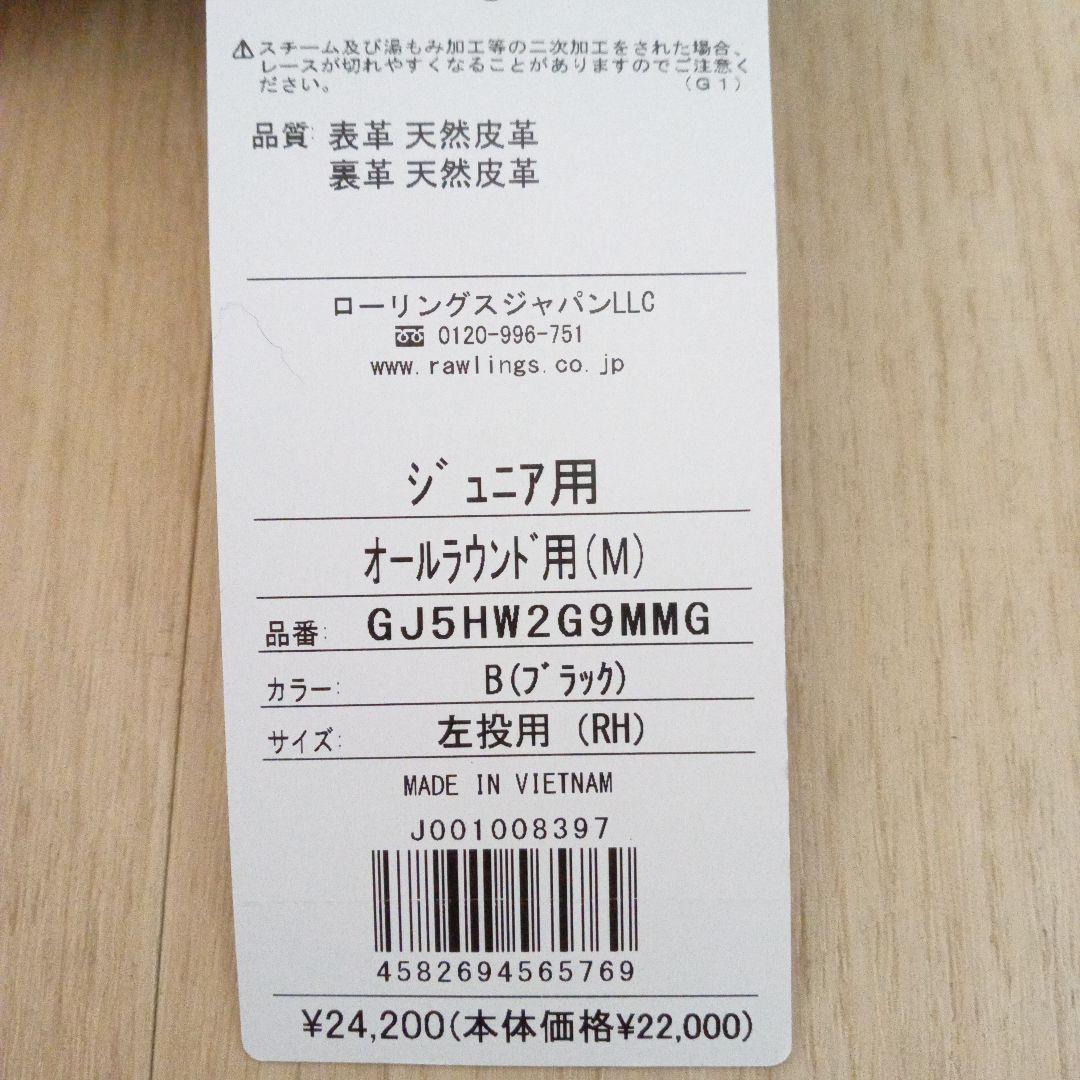 ⚠スチーム及び湯もみ加工等の二次加工をされた場合、
レースが切れやすくなることがありますのでご注意く
ださい。 (G1)
品質: 表革 天然皮革
裏革 天然皮革
ローリングスジャパンLLC
0120-996-751
www.rawlings.co.jp
ジュニア用
オールラウンド用(M)
品番: GJ5HW2G9MMG
カラー: B(ブラック)
サイズ: 左投用 (RH)
MADE IN VIETNAM
J001008397
4582694565769
¥24,200(本体価格¥22,000)